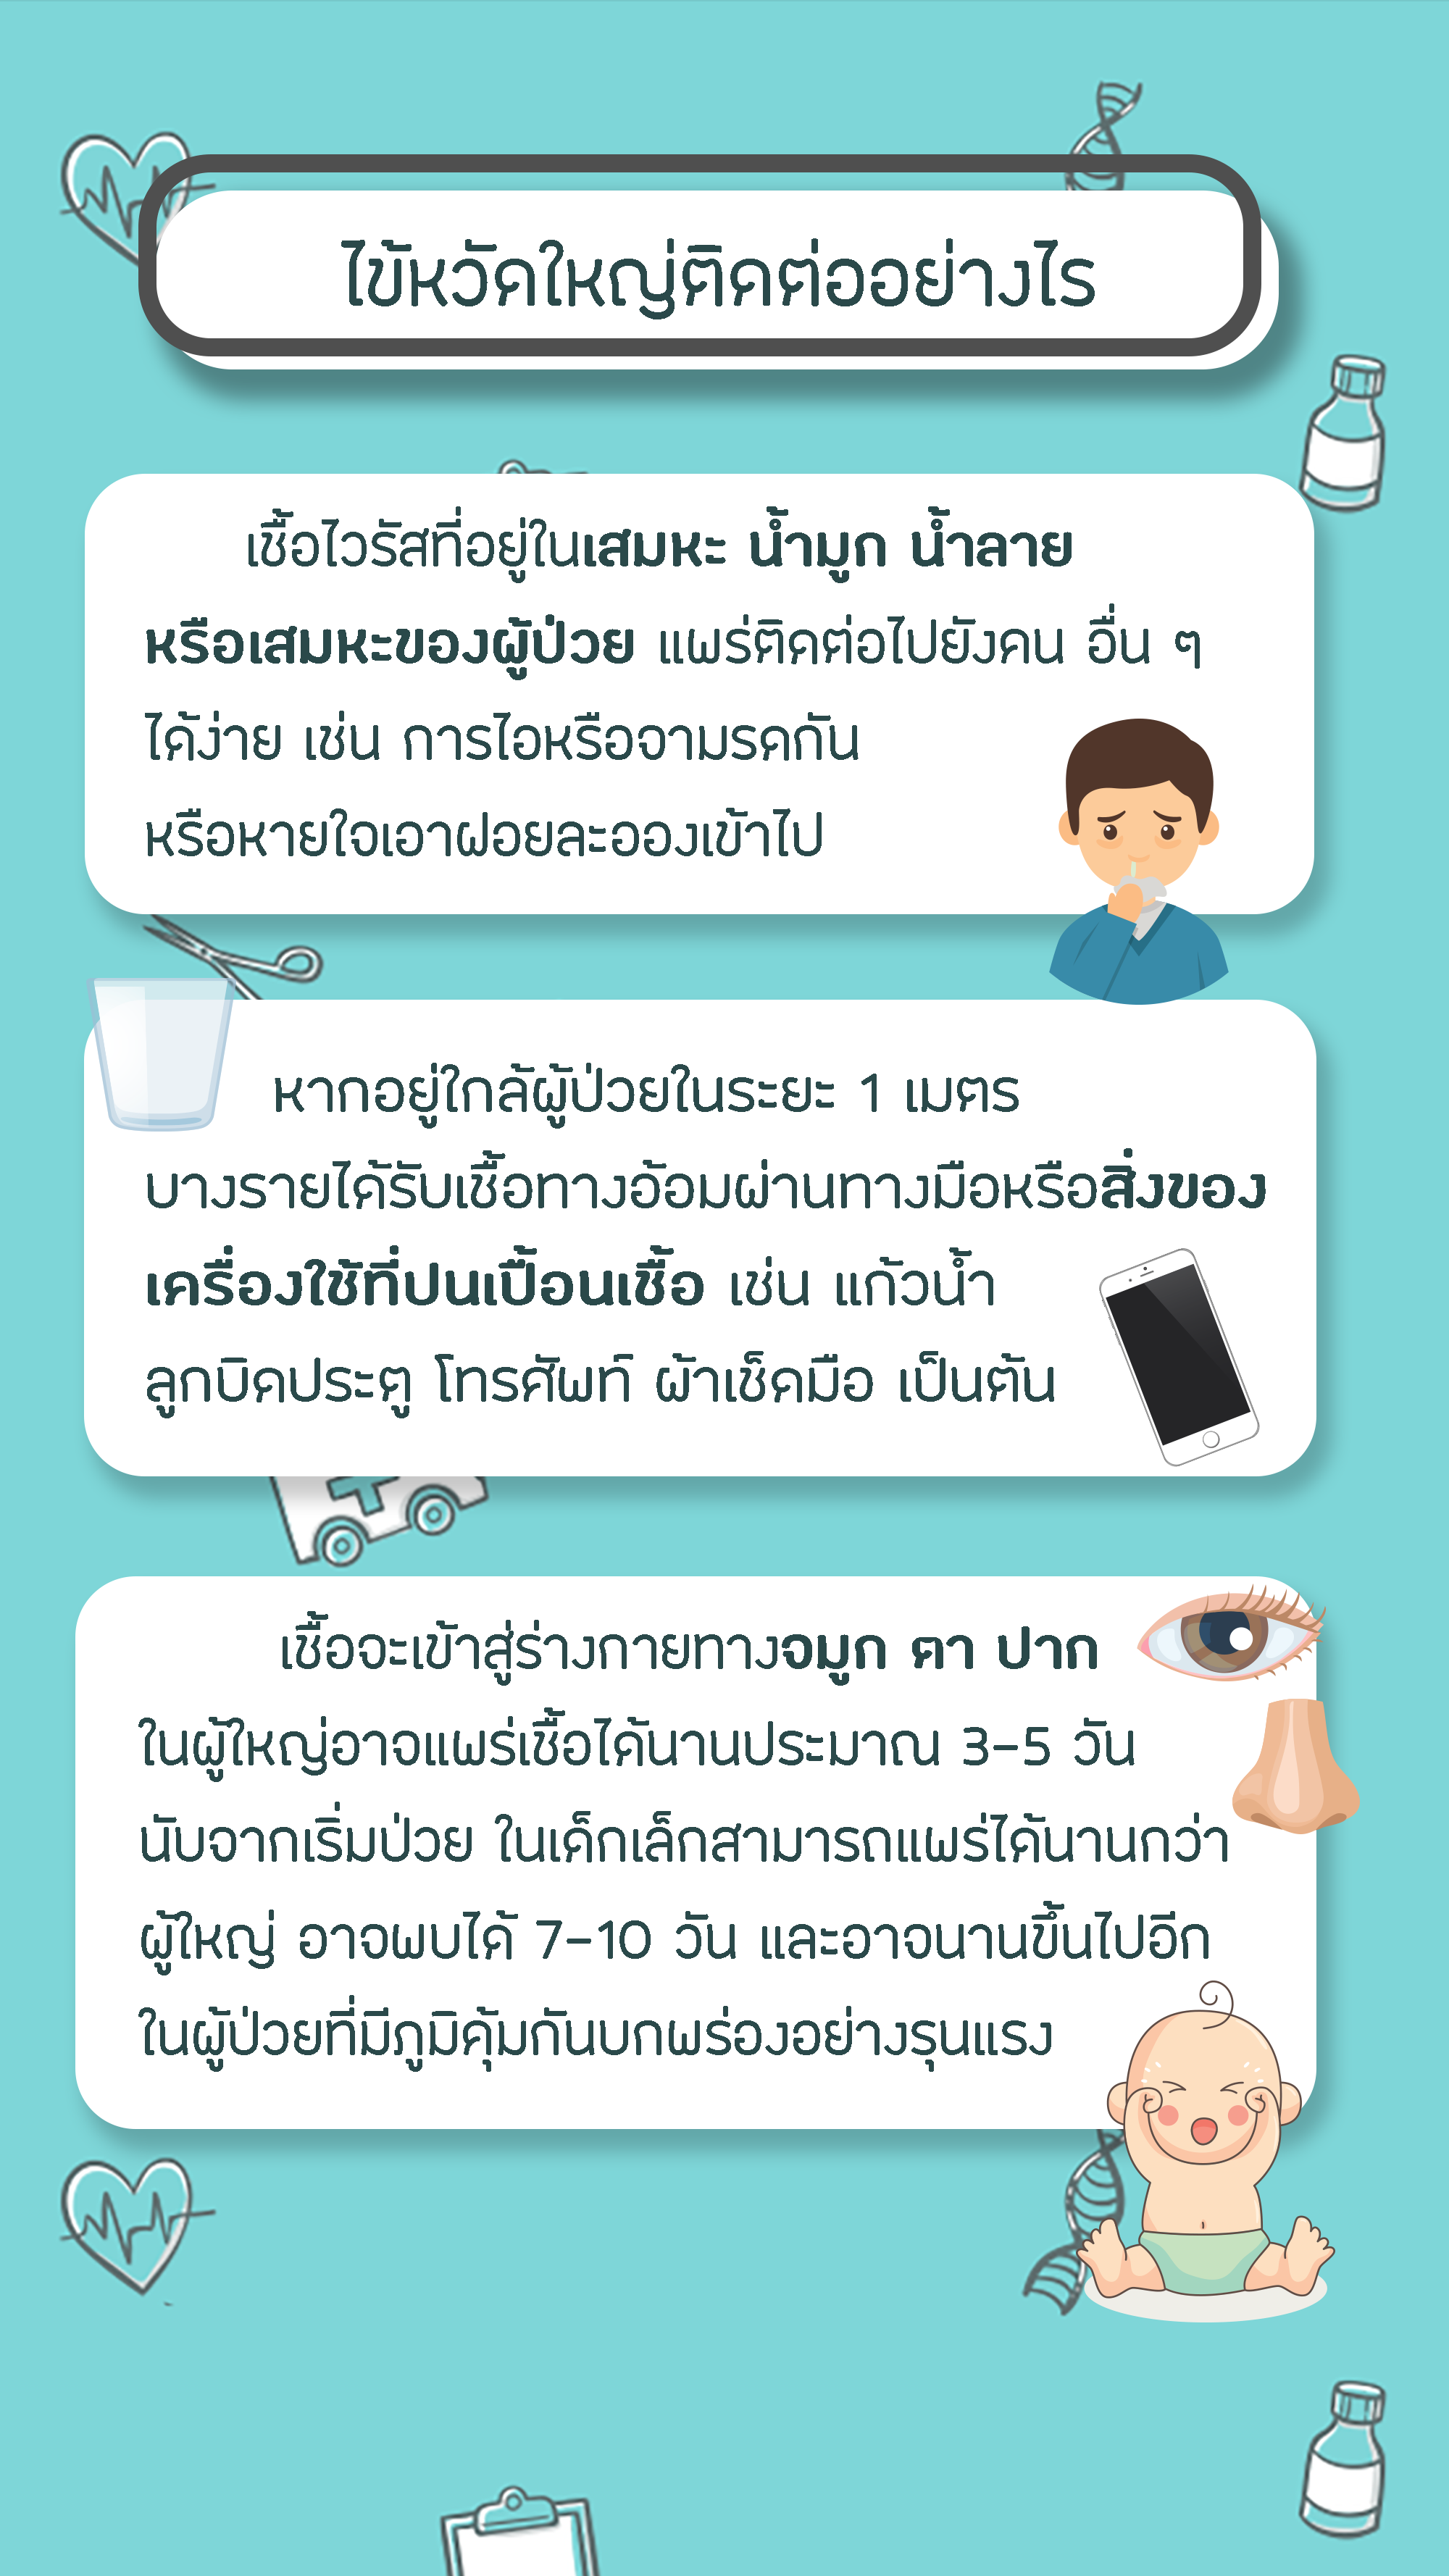 ไข้หวัดใหญ่ติดต่ออย่างไร
เชื้อไวรัสที่อยู่ในเสมหะ น้ำมูก น้ำลาย
หรือเสมหะของผู้ป่วย แพร่ติดต่อไปยังคน อื่น ๆ
ได้ง่าย เช่น การไอหรือจามรดกัน
หรือหายใจเอาฝอยละอองเข้าไป
หากอยู่ใกล้ผู้ป่วยในระยะ 1 เมตร
บางรายได้รับเชื้อทางอ้อมผ่านทางมือหรือสิ่งของ
เครื่องใช้ที่ปนเปื้อนเชื้อ เช่น แก้วน้ำ
ลูกบิดประตู โทรศัพท์ ผ้าเช็ดมือ เป็นต้น
เชื้อจะเข้าสู่ร่างกายทางจมูก ตา ปาก
ในผู้ใหญ่อาจแพร่เชื้อได้นานประมาณ 3-5 วัน
นับจากเริ่มป่วย ในเด็กเล็กสามารถแพร่ได้นานกว่า
ผู้ใหญ่ อาจพบได้ 7-10 วัน และอาจนานขึ้นไปอีก
ในผู้ป่วยที่มีภูมิคุ้มกันบกพร่องอย่างรุนแรง